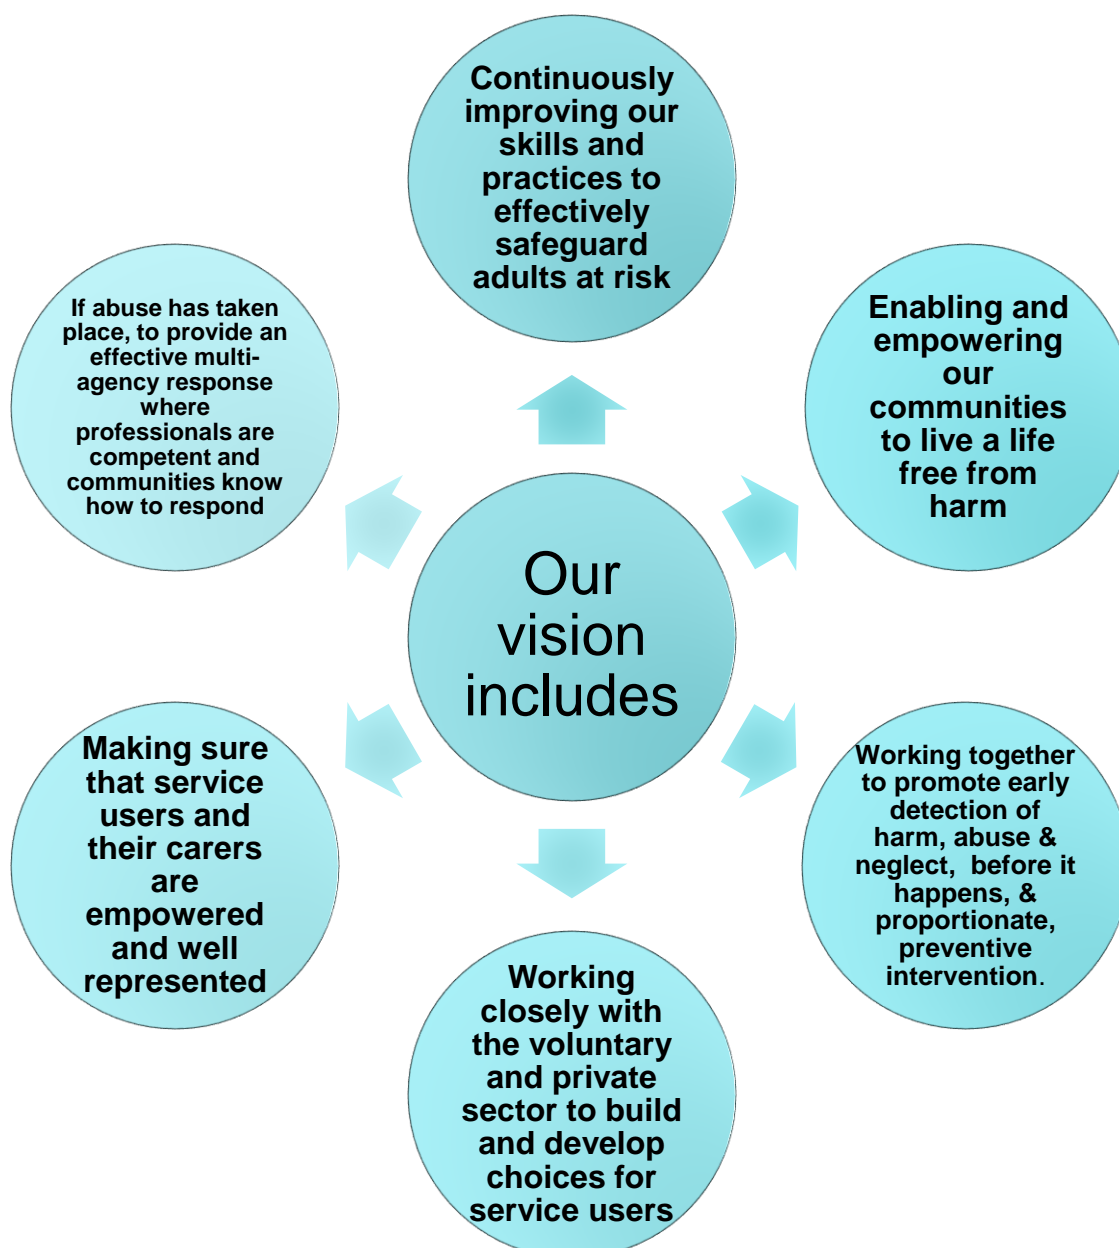 Continuously
improving our
skills and
practices to
effectively
safeguard
adults at risk
Enabling and
empowering
our
communities
to live a life
free from
harm
Working together
to promote early
detection of
harm, abuse &
neglect,  before it
happens, &
proportionate,
preventive
intervention.
Working
closely with
the voluntary
and private
sector to build
and develop
choices for
service users
Making sure
that service
users and
their carers
are
empowered
and well
represented
If abuse has taken
place, to provide an
effective multi-
agency response
where
professionals are
competent and
communities know
how to respond
Our
vision
includes